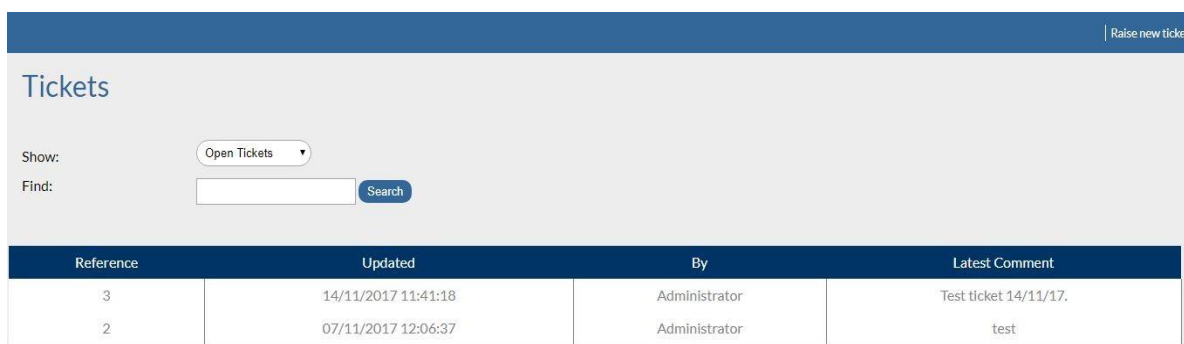 Raise new ticke
Tickets
Show: Open Tickets
Find: Search
Reference Updated By Latest Comment
3 14/11/2017 11:41:18 Administrator Test ticket 14/11/17.
2 07/11/2017 12:06:37 Administrator test